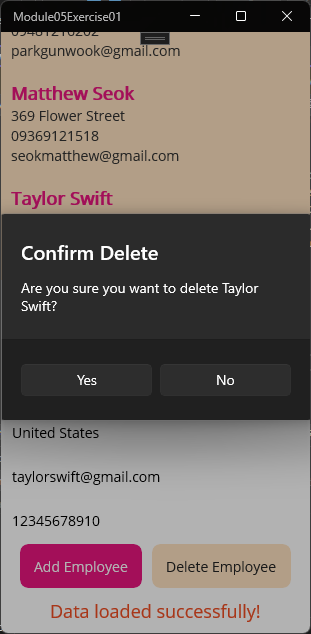 Module05Exercise01
09481216202
parkgunwook@gmail.com
Matthew Seok
369 Flower Street
09369121518
seokmatthew@gmail.com
Taylor Swift
Confirm Delete
Are you sure you want to delete Taylor
Swift?
Yes
No
United States
taylorswift@gmail.com
12345678910
Add Employee
Delete Employee
Data loaded successfully!